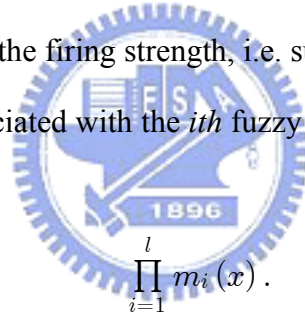 the firing strength, i.e. s
ciated with the ith fuzzy
E S A
1896
l
∏ m_i (x) .
i=1